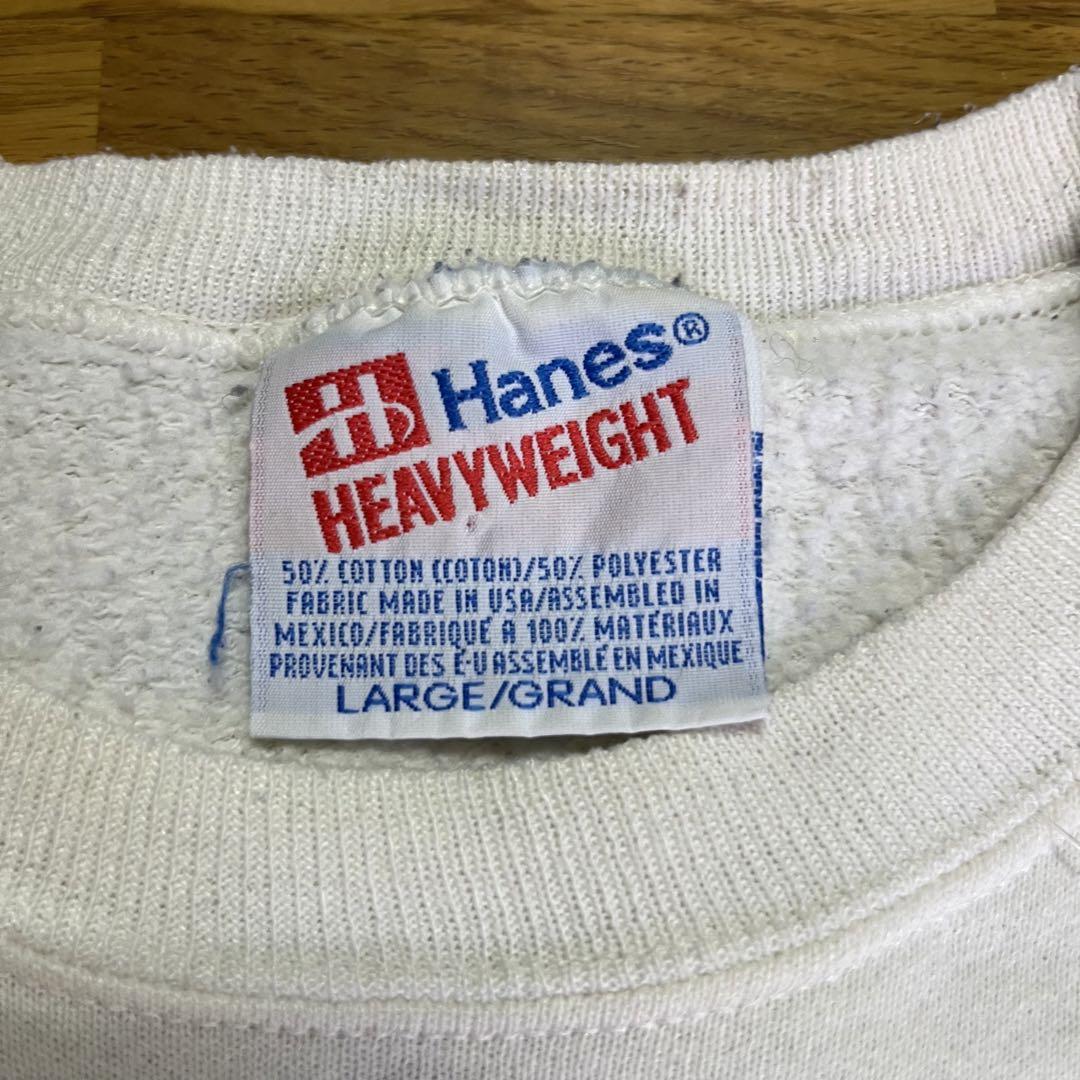 Hanes®
HEAVYWEIGHT
50% COTTON (COTON)/50% POLYESTER
FABRIC MADE IN USA/ASSEMBLED IN
MEXICO/FABRIQUÉ A 100% MATÉRIAUX
PROVENANT DES É-U ASSEMBLÉ EN MEXIQUE
LARGE/GRAND